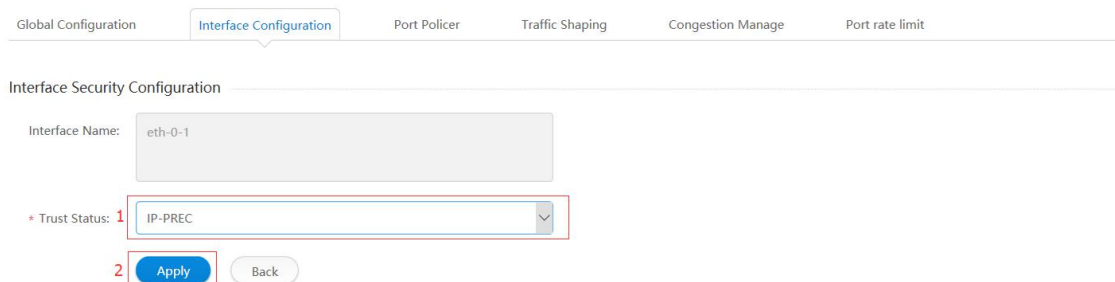 Global Configuration Interface Configuration Port Policer Traffic Shaping Congestion Manage Port rate limit
Interface Security Configuration
Interface Name: eth-0-1
* Trust Status: 1 IP-PREC
2 Apply Back